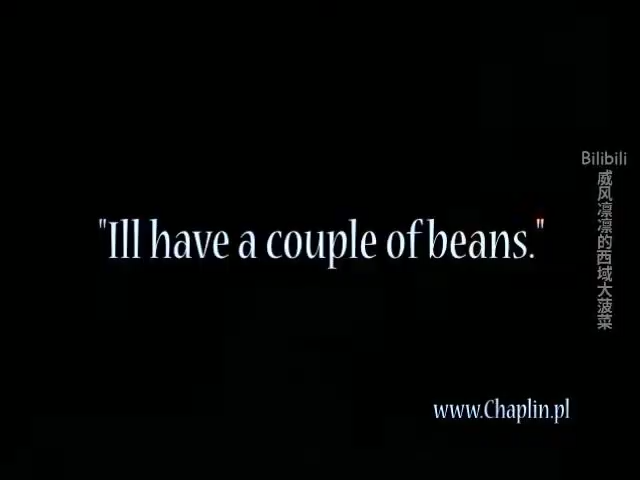 "Ill have a couple of beans."
www.Chaplin.pl
Bilibili
威风凛凛的西域大菠菜